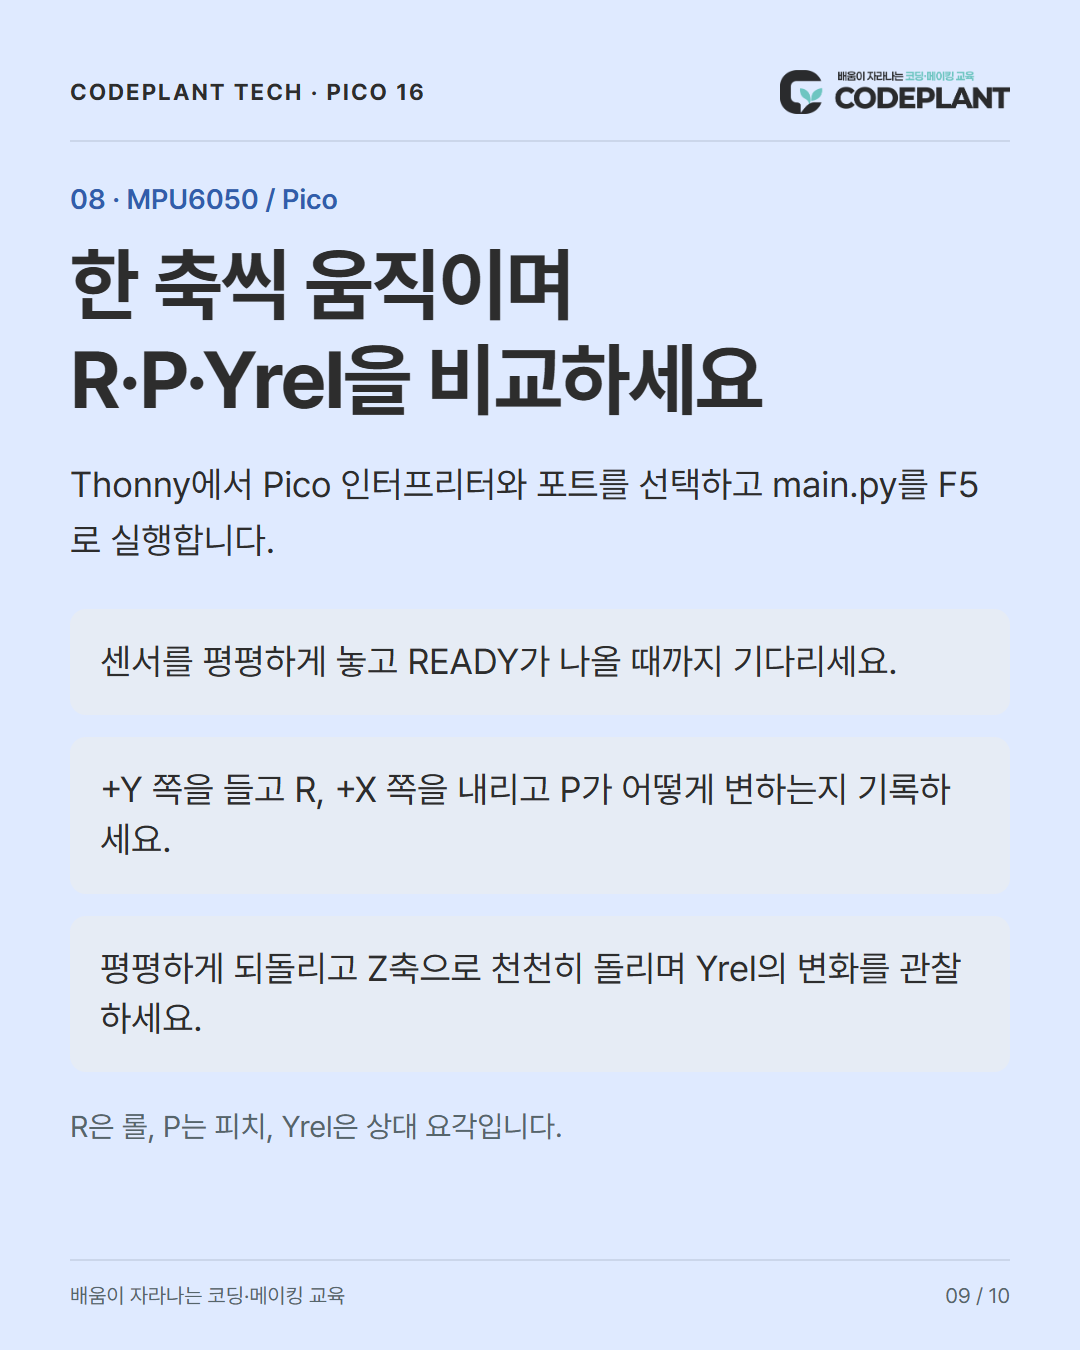 CODEPLANT TECH · PICO 16
배움이 자라나는 코딩·메이킹 교육
CODEPLANT
08 · MPU6050 / Pico
한 축씩 움직이며
R·P·Yrel을 비교하세요
Thonny에서 Pico 인터프리터와 포트를 선택하고 main.py를 F5
로 실행합니다.
센서를 평평하게 놓고 READY가 나올 때까지 기다리세요.
+Y 쪽을 들고 R, +X 쪽을 내리고 P가 어떻게 변하는지 기록하
세요.
평평하게 되돌리고 Z축으로 천천히 돌리며 Yrel의 변화를 관찰
하세요.
R은 롤, P는 피치, Yrel은 상대 요각입니다.
배움이 자라나는 코딩·메이킹 교육
09 / 10